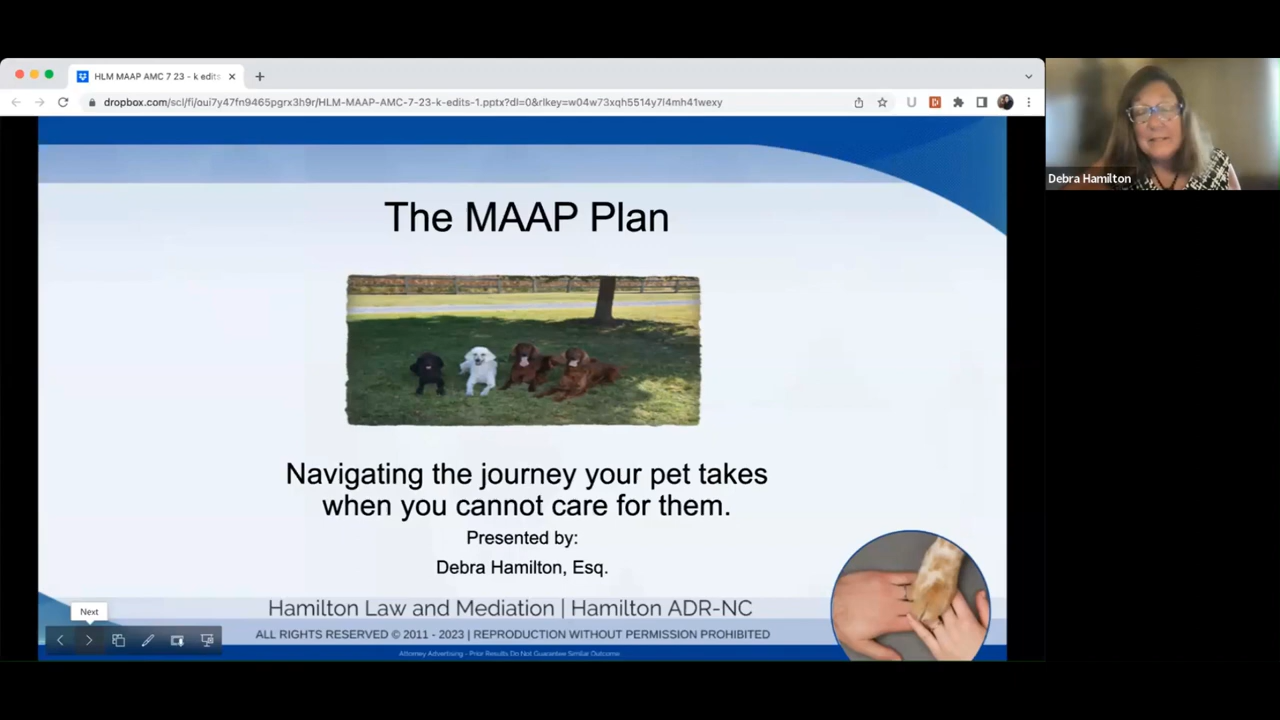 HLM MAAP AMC 7 23 - k edits
dropbox.com/scl/fi/oui7y47fn9465pgrx3h9r/HLM-MAAP-AMC-7-23-k-edits-1.pptx?dl=0&rlkey=w04w73xqh5514y7l4mh41wexy
Debra Hamilton
The MAAP Plan
Navigating the journey your pet takes
when you cannot care for them.
Presented by:
Debra Hamilton, Esq.
Hamilton Law and Mediation | Hamilton ADR-NC
ALL RIGHTS RESERVED © 2011 - 2023 | REPRODUCTION WITHOUT PERMISSION PROHIBITED
Attorney Advertising - Prior Results Do Not Guarantee Similar Outcome
Next